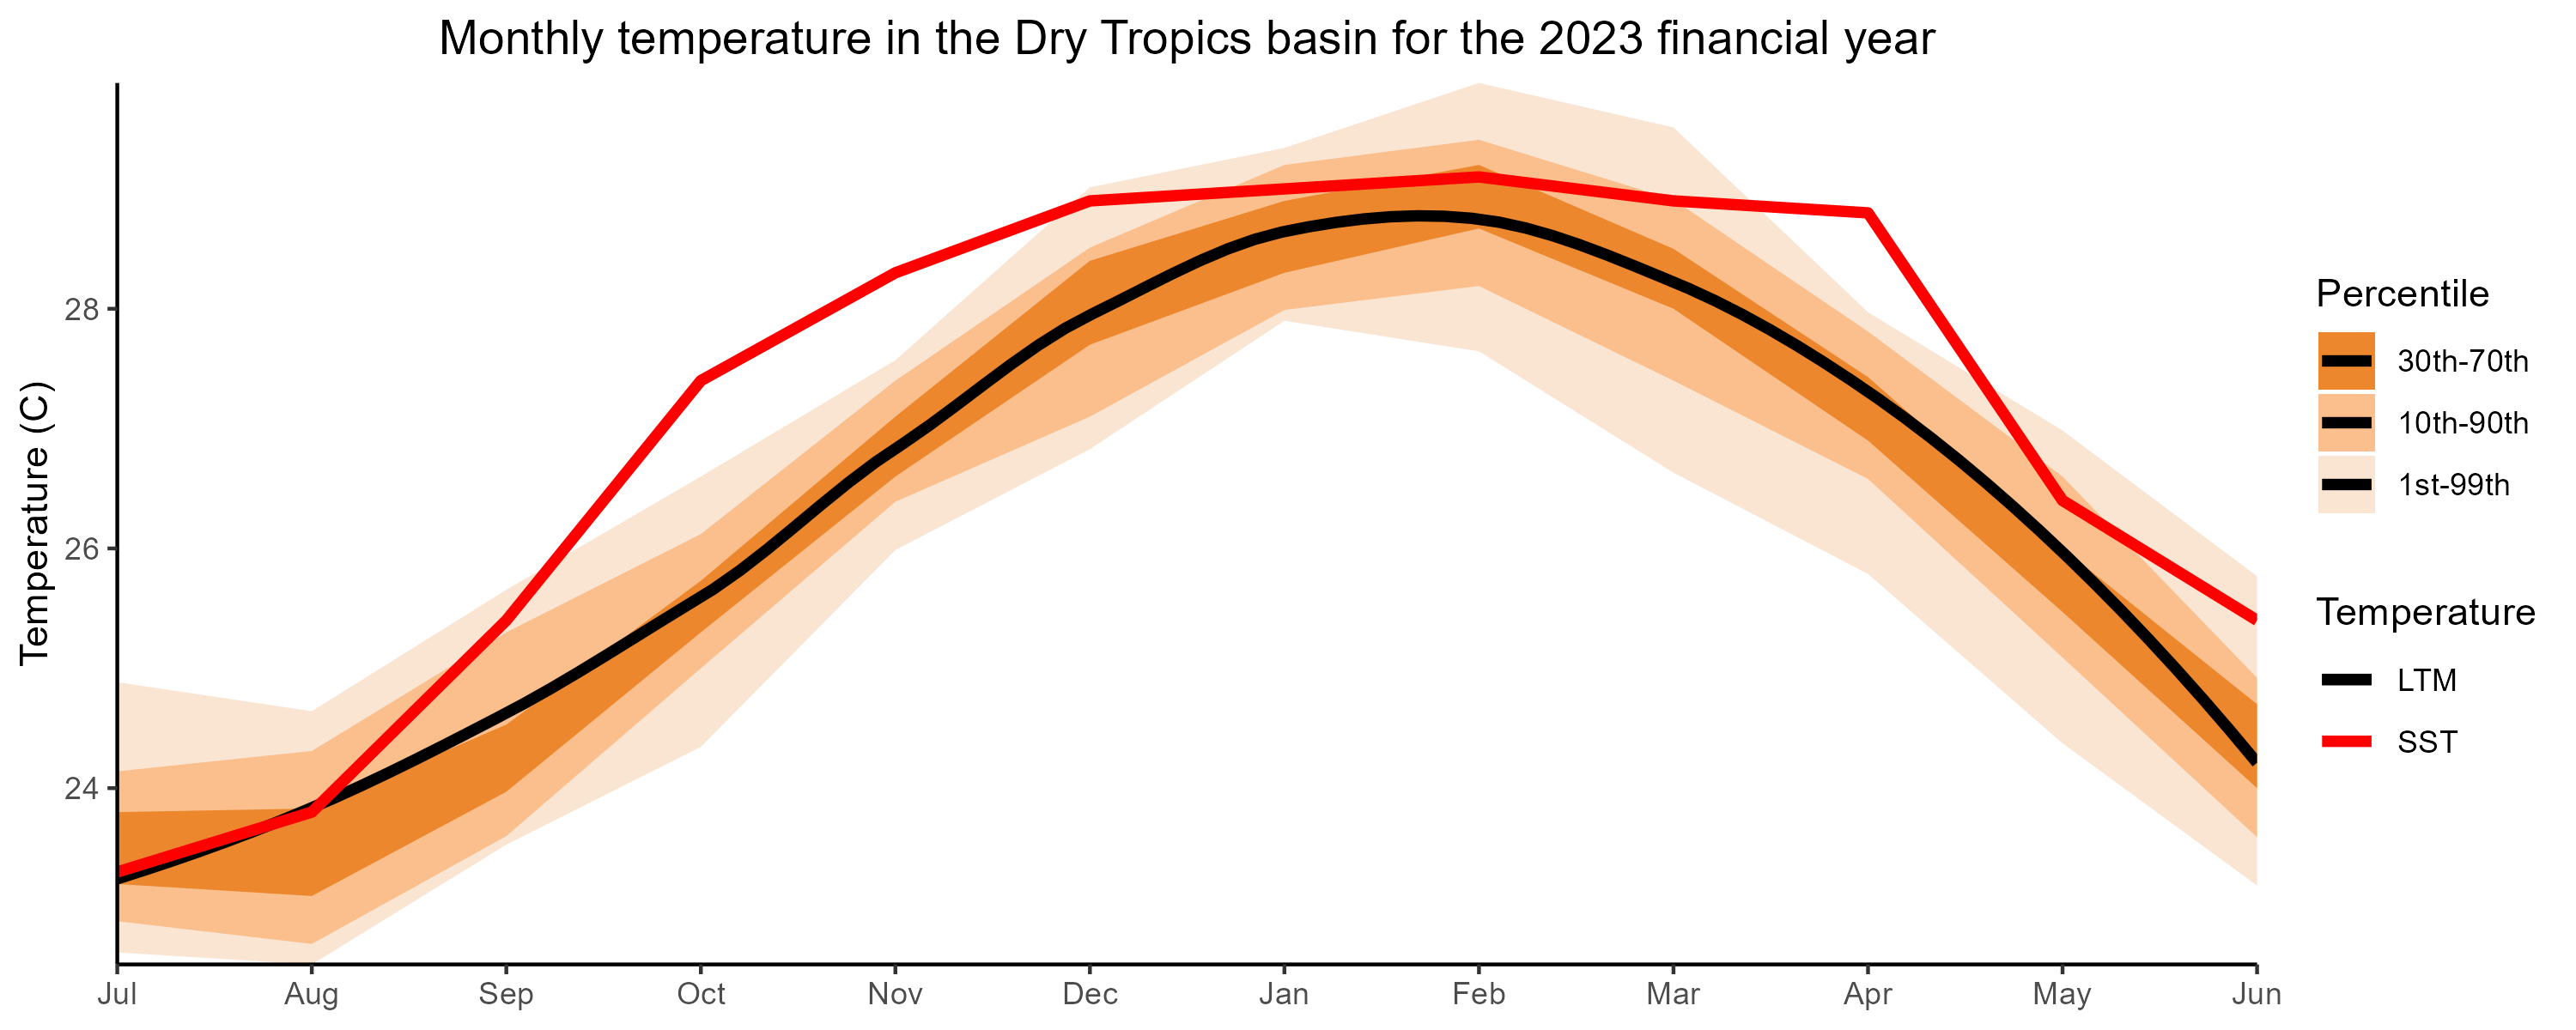 Monthly temperature in the Dry Tropics basin for the 2023 financial year
Temperature (C)
28
26
24
Jul Aug Sep Oct Nov Dec Jan Feb Mar Apr May Jun
Percentile
30th-70th
10th-90th
1st-99th
Temperature
LTM
SST